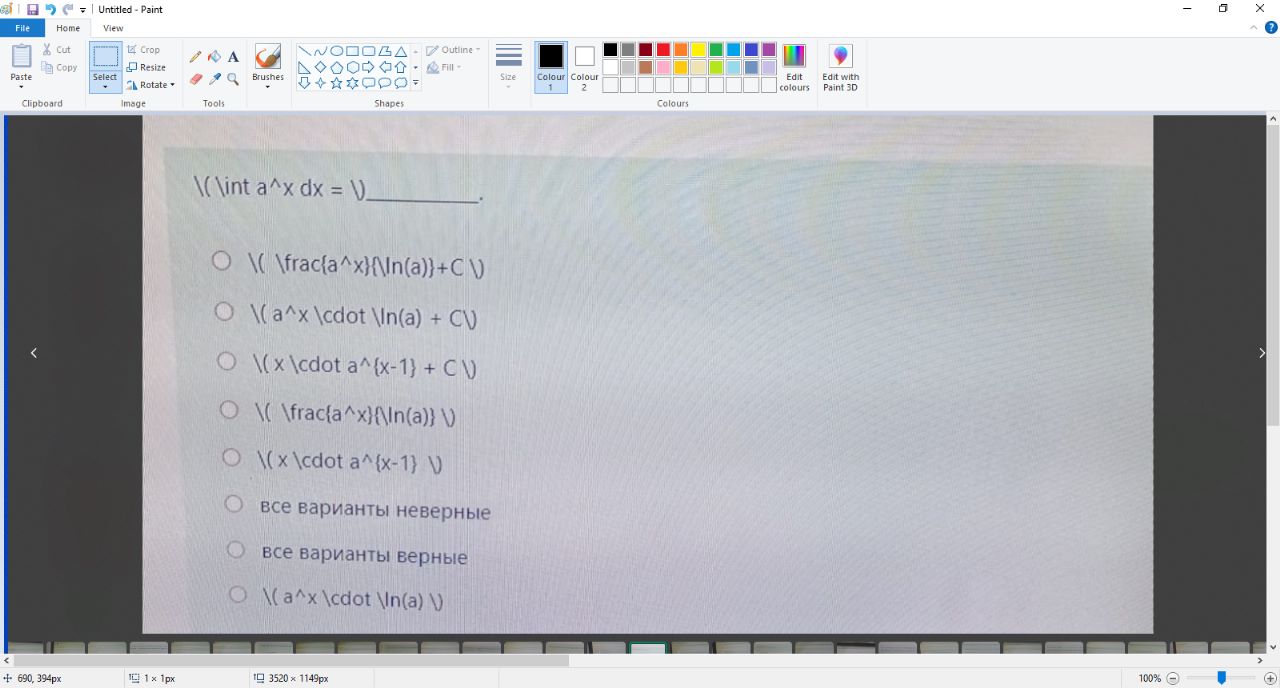 Untitled - Paint
File Home View
Paste Cut Copy Select Crop Resize Rotate Brushes Outline Fill Size Colour 1 Colour 2 Edit colours Edit with Paint 3D
Clipboard Image Tools Shapes Colours
\( \int a^x dx = \)__________.
\( \frac{a^x}{\ln(a)}+C \)
\( a^x \cdot \ln(a) + C\)
\( x \cdot a^{x-1} + C \)
\( \frac{a^x}{\ln(a)} \)
\( x \cdot a^{x-1} \)
все варианты неверные
все варианты верные
\( a^x \cdot \ln(a) \)
690, 394px 1 × 1px 3520 × 1149px 100%